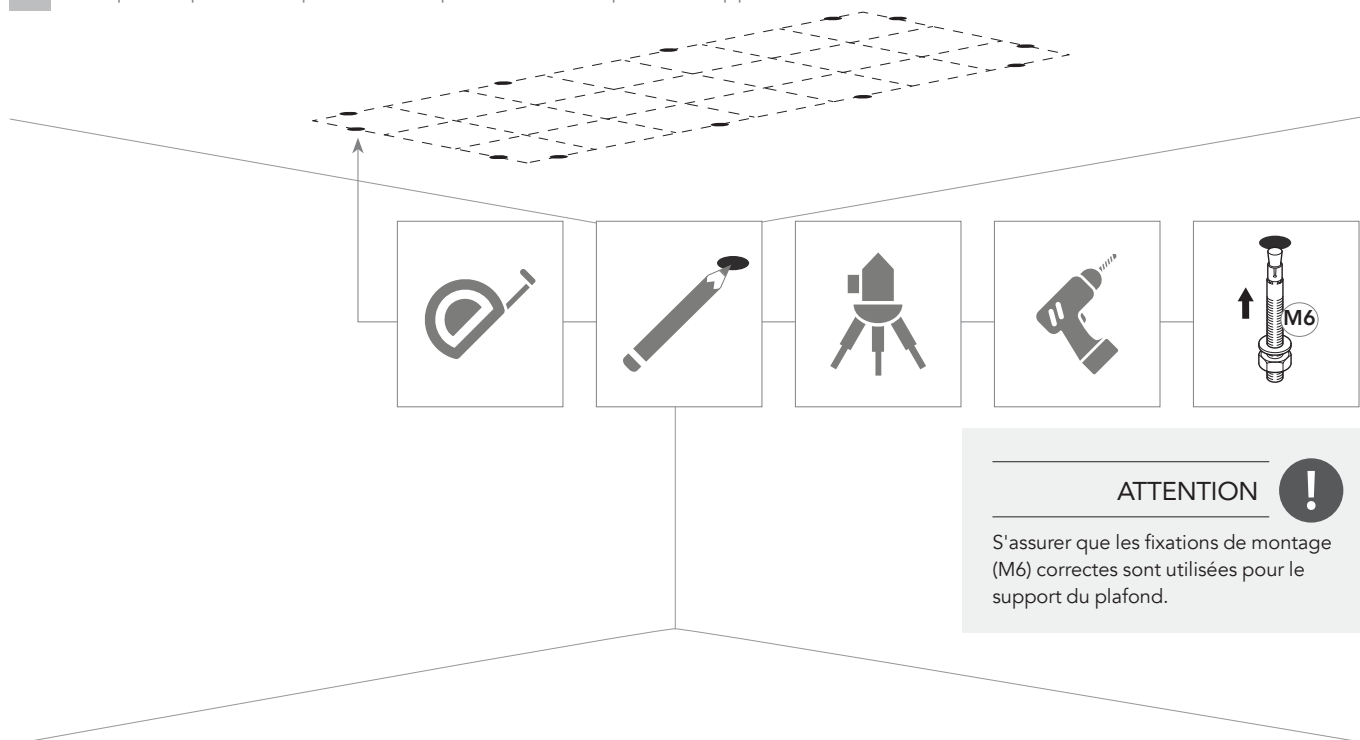 M6
ATTENTION
!
S'assurer que les fixations de montage
(M6) correctes sont utilisées pour le
support du plafond.